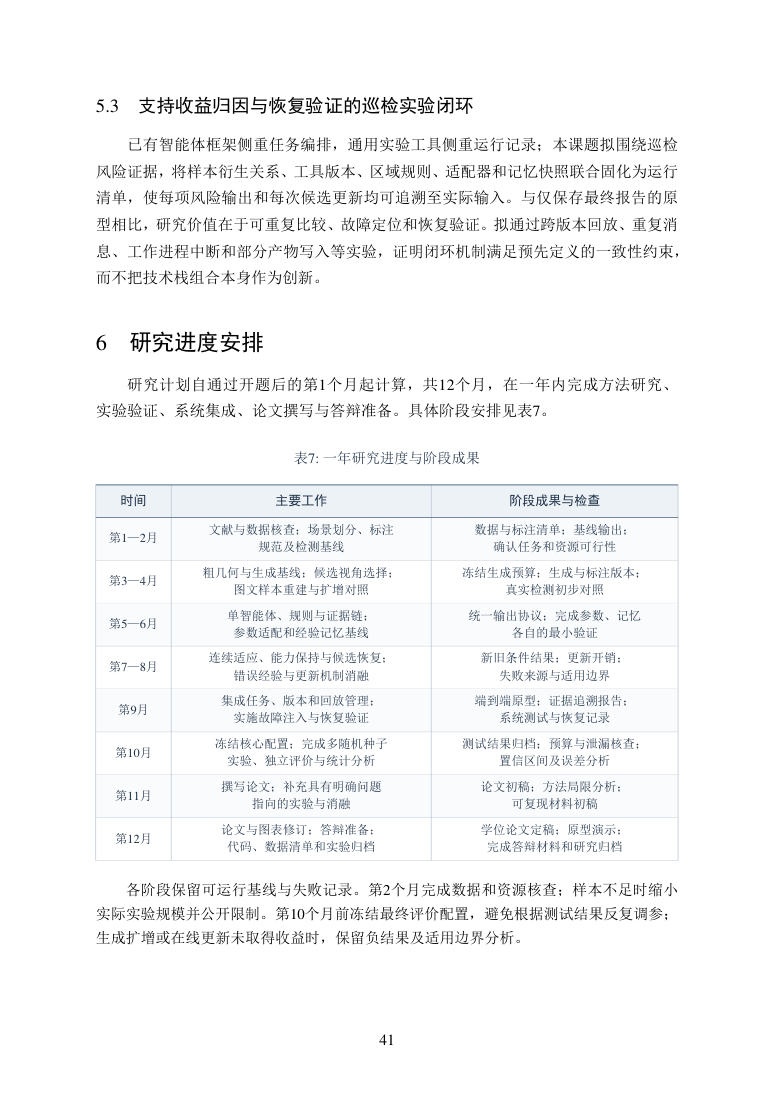 5.3 支持收益归因与恢复验证的巡检实验闭环
已有智能体框架侧重任务编排，通用实验工具侧重运行记录；本课题拟围绕巡检
风险证据，将样本衍生关系、工具版本、区域规则、适配器和记忆快照联合固化为运行
清单，使每项风险输出和每次候选更新均可追溯至实际输入。与仅保存最终报告的原
型相比，研究价值在于可重复比较、故障定位和恢复验证。拟通过跨版本回放、重复消
息、工作进程中断和部分产物写入等实验，证明闭环机制满足预先定义的一致性约束，
而不把技术栈组合本身作为创新。
6 研究进度安排
研究计划自通过开题后的第1个月起计算，共12个月，在一年内完成方法研究、
实验验证、系统集成、论文撰写与答辩准备。具体阶段安排见表7。
表7: 一年研究进度与阶段成果
时间 主要工作 阶段成果与检查
第1—2月
文献与数据核查；场景划分、标注
规范及检测基线
数据与标注清单；基线输出；
确认任务和资源可行性
第3—4月
粗几何与生成基线；候选视角选择；
图文样本重建与扩增对照
冻结生成预算；生成与标注版本；
真实检测初步对照
第5—6月
单智能体、规则与证据链；
参数适配和经验记忆基线
统一输出协议；完成参数、记忆
各自的最小验证
第7—8月
连续适应、能力保持与候选恢复；
错误经验与更新机制消融
新旧条件结果；更新开销；
失败来源与适用边界
第9月
集成任务、版本和回放管理；
实施故障注入与恢复验证
端到端原型；证据追溯报告；
系统测试与恢复记录
第10月
冻结核心配置；完成多随机种子
实验、独立评价与统计分析
测试结果归档；预算与泄漏核查；
置信区间及误差分析
第11月
撰写论文；补充具有明确问题
指向的实验与消融
论文初稿；方法局限分析；
可复现材料初稿
第12月
论文与图表修订；答辩准备；
代码、数据清单和实验归档
学位论文定稿；原型演示；
完成答辩材料和研究归档
各阶段保留可运行基线与失败记录。第2个月完成数据和资源核查；样本不足时缩小
实际实验规模并公开限制。第10个月前冻结最终评价配置，避免根据测试结果反复调参；
生成扩增或在线更新未取得收益时，保留负结果及适用边界分析。
41